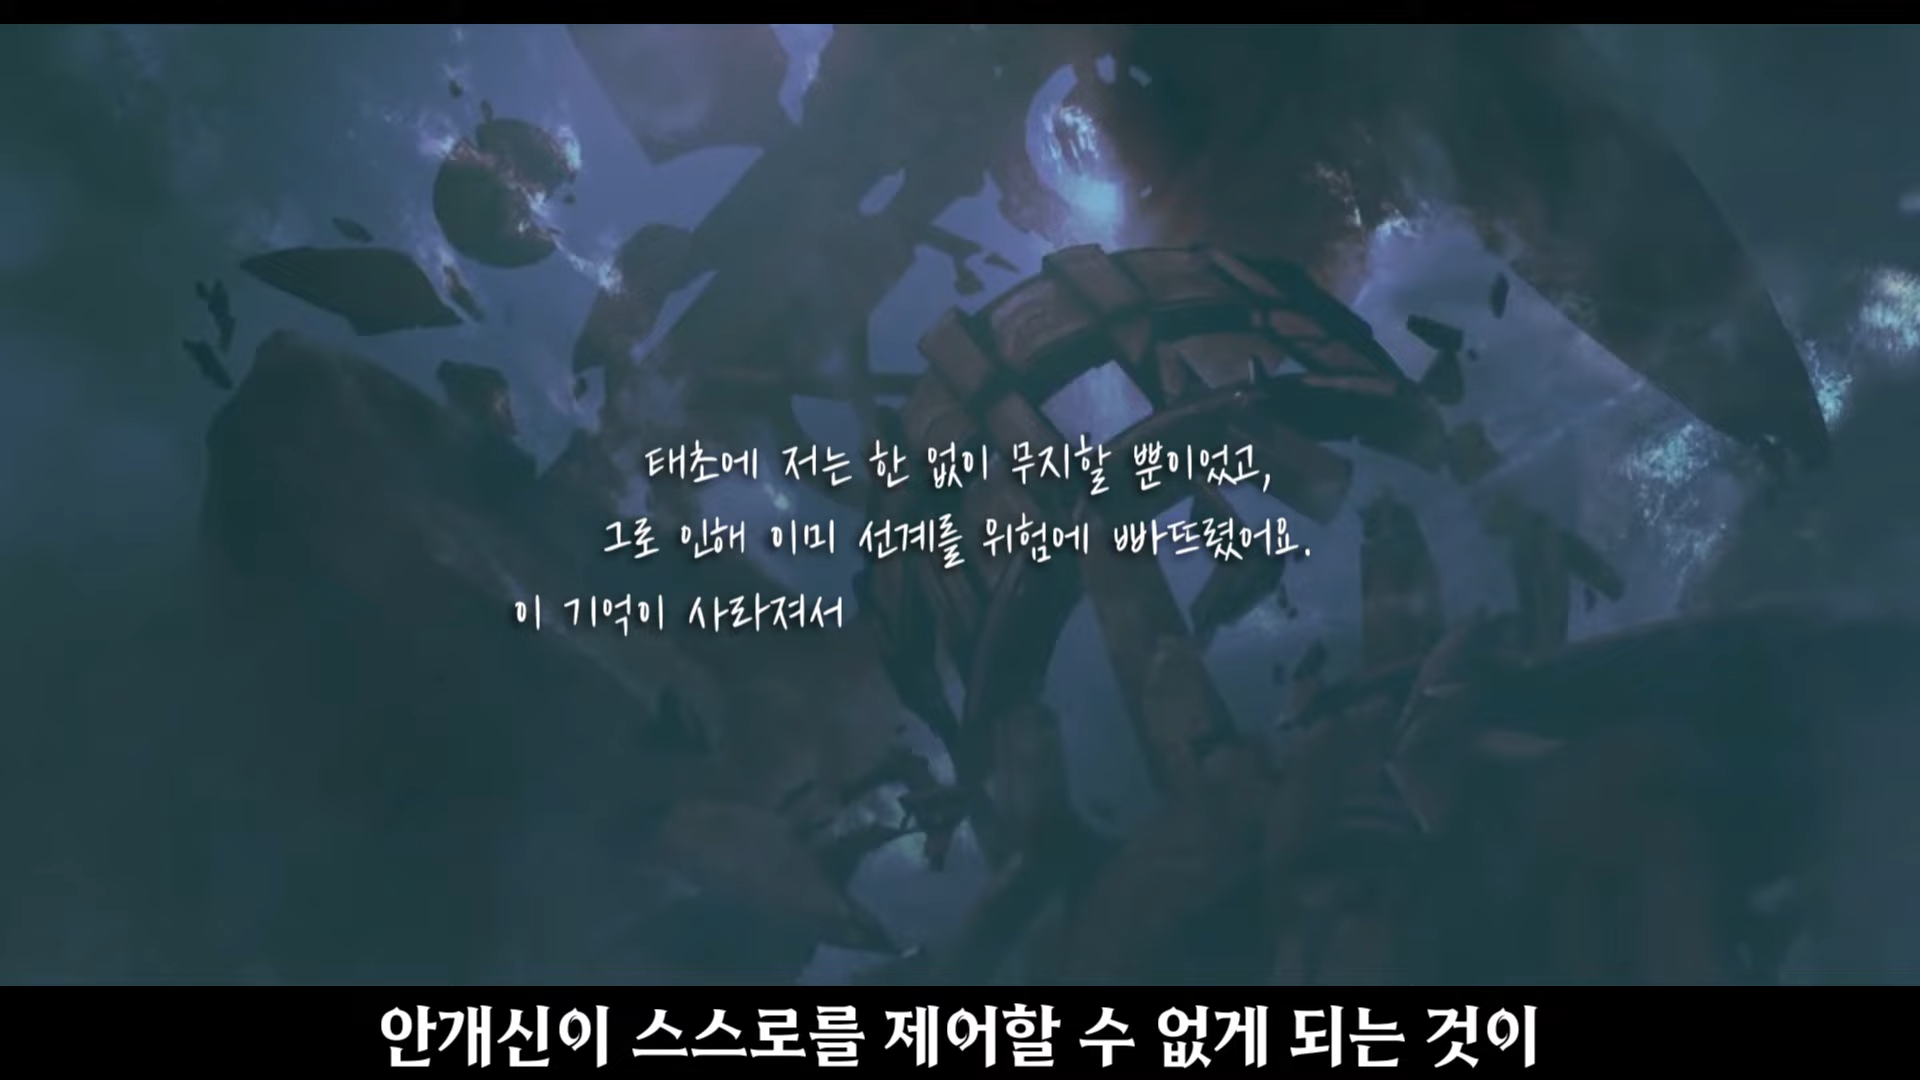 태초에 저는 한 없이 무지할 뿐이었고,
그로 인해 이미 선계를 위험에 빠뜨렸어요.
이 기억이 사라져서
안개신이 스스로를 제어할 수 없게 되는 것이